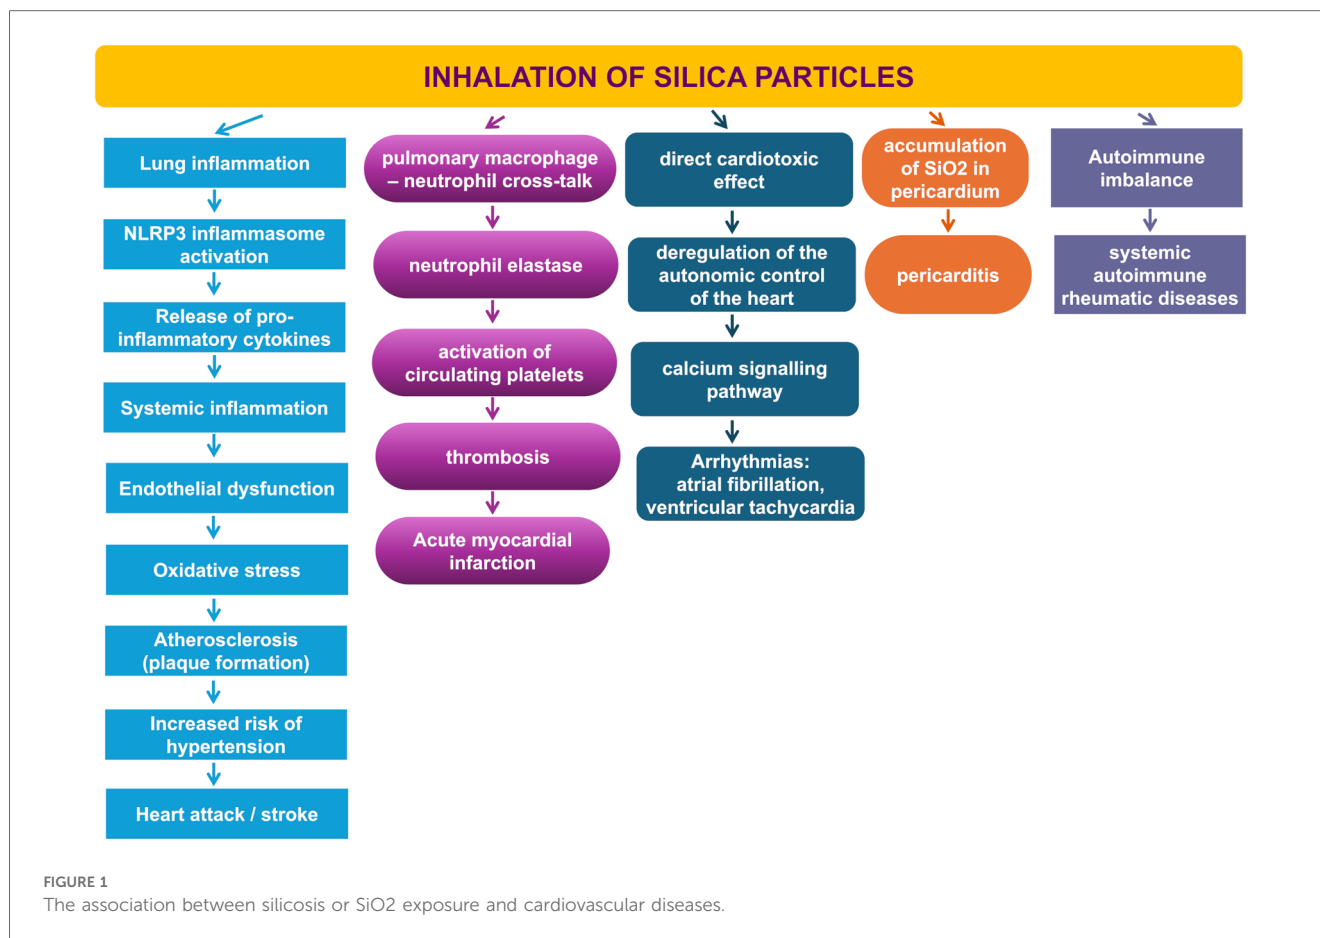 INHALATION OF SILICA PARTICLES
Lung inflammation
NLRP3 inflammasome
activation
Release of pro-
inflammatory cytokines
Systemic inflammation
Endothelial dysfunction
Oxidative stress
Atherosclerosis
(plaque formation)
Increased risk of
hypertension
Heart attack / stroke
pulmonary macrophage
– neutrophil cross-talk
neutrophil elastase
activation of
circulating platelets
thrombosis
Acute myocardial
infarction
direct cardiotoxic
effect
deregulation of the
autonomic control
of the heart
calcium signalling
pathway
Arrhythmias:
atrial fibrillation,
ventricular tachycardia
accumulation
of SiO2 in
pericardium
pericarditis
Autoimmune
imbalance
systemic
autoimmune
rheumatic diseases
FIGURE 1
The association between silicosis or SiO2 exposure and cardiovascular diseases.